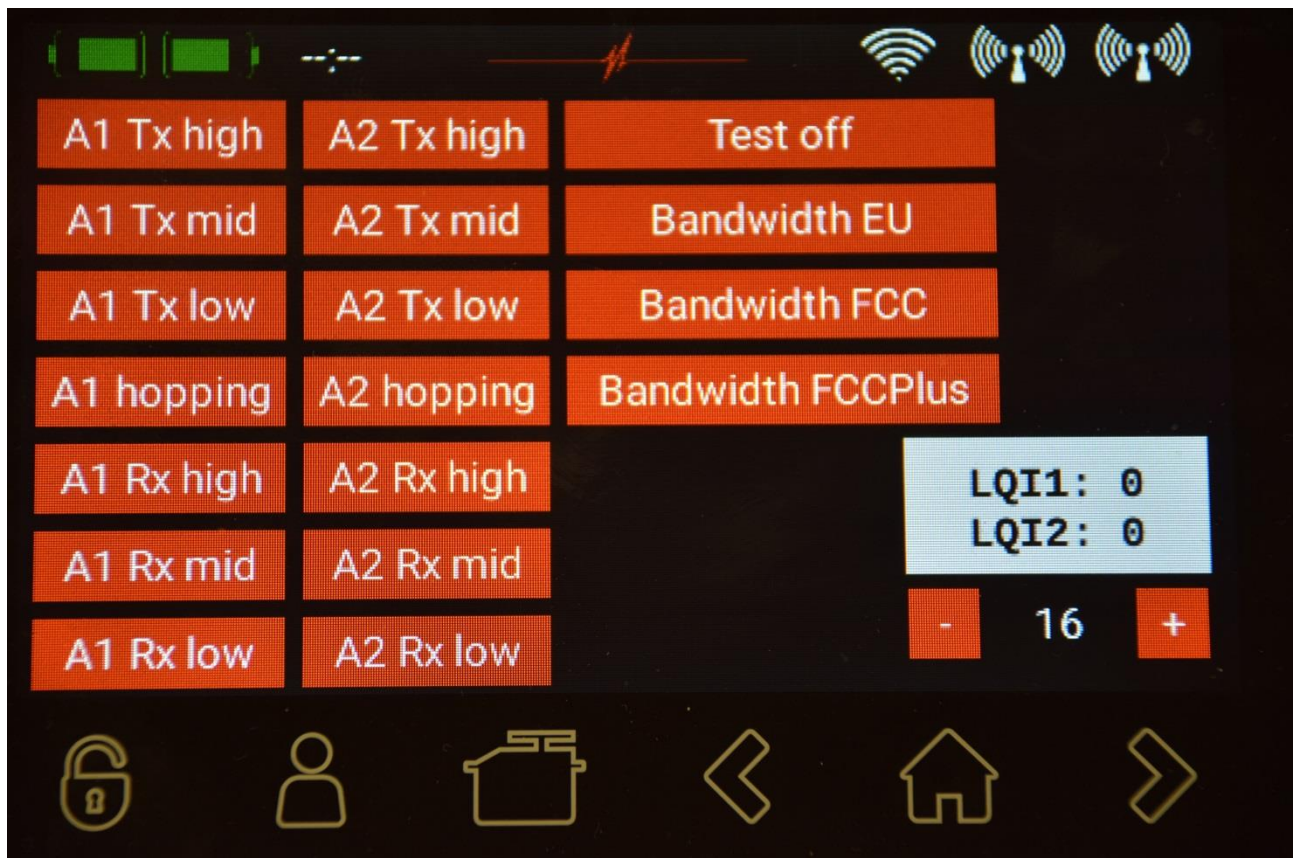 --:--
A1 Tx high A2 Tx high Test off
A1 Tx mid A2 Tx mid Bandwidth EU
A1 Tx low A2 Tx low Bandwidth FCC
A1 hopping A2 hopping Bandwidth FCCPlus
A1 Rx high A2 Rx high
LQI1: 0
LQI2: 0
A1 Rx mid A2 Rx mid
- 16 +
A1 Rx low A2 Rx low